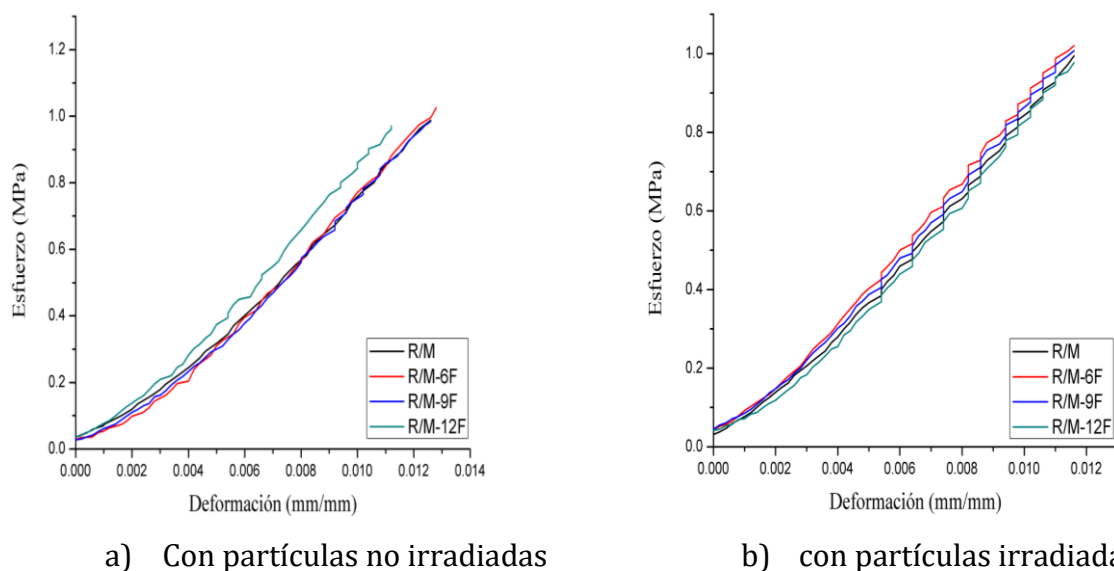 Esfuerzo (MPa)
1.2
1.0
0.8
0.6
0.4
0.2
0.0
0.000 0.002 0.004 0.006 0.008 0.010 0.012 0.014
Deformación (mm/mm)
R/M
R/M-6F
R/M-9F
R/M-12F
a) Con partículas no irradiadas
Esfuerzo (MPa)
1.0
0.8
0.6
0.4
0.2
0.0
0.000 0.002 0.004 0.006 0.008 0.010 0.012
Deformación (mm/mm)
R/M
R/M-6F
R/M-9F
R/M-12F
b) con partículas irradiada